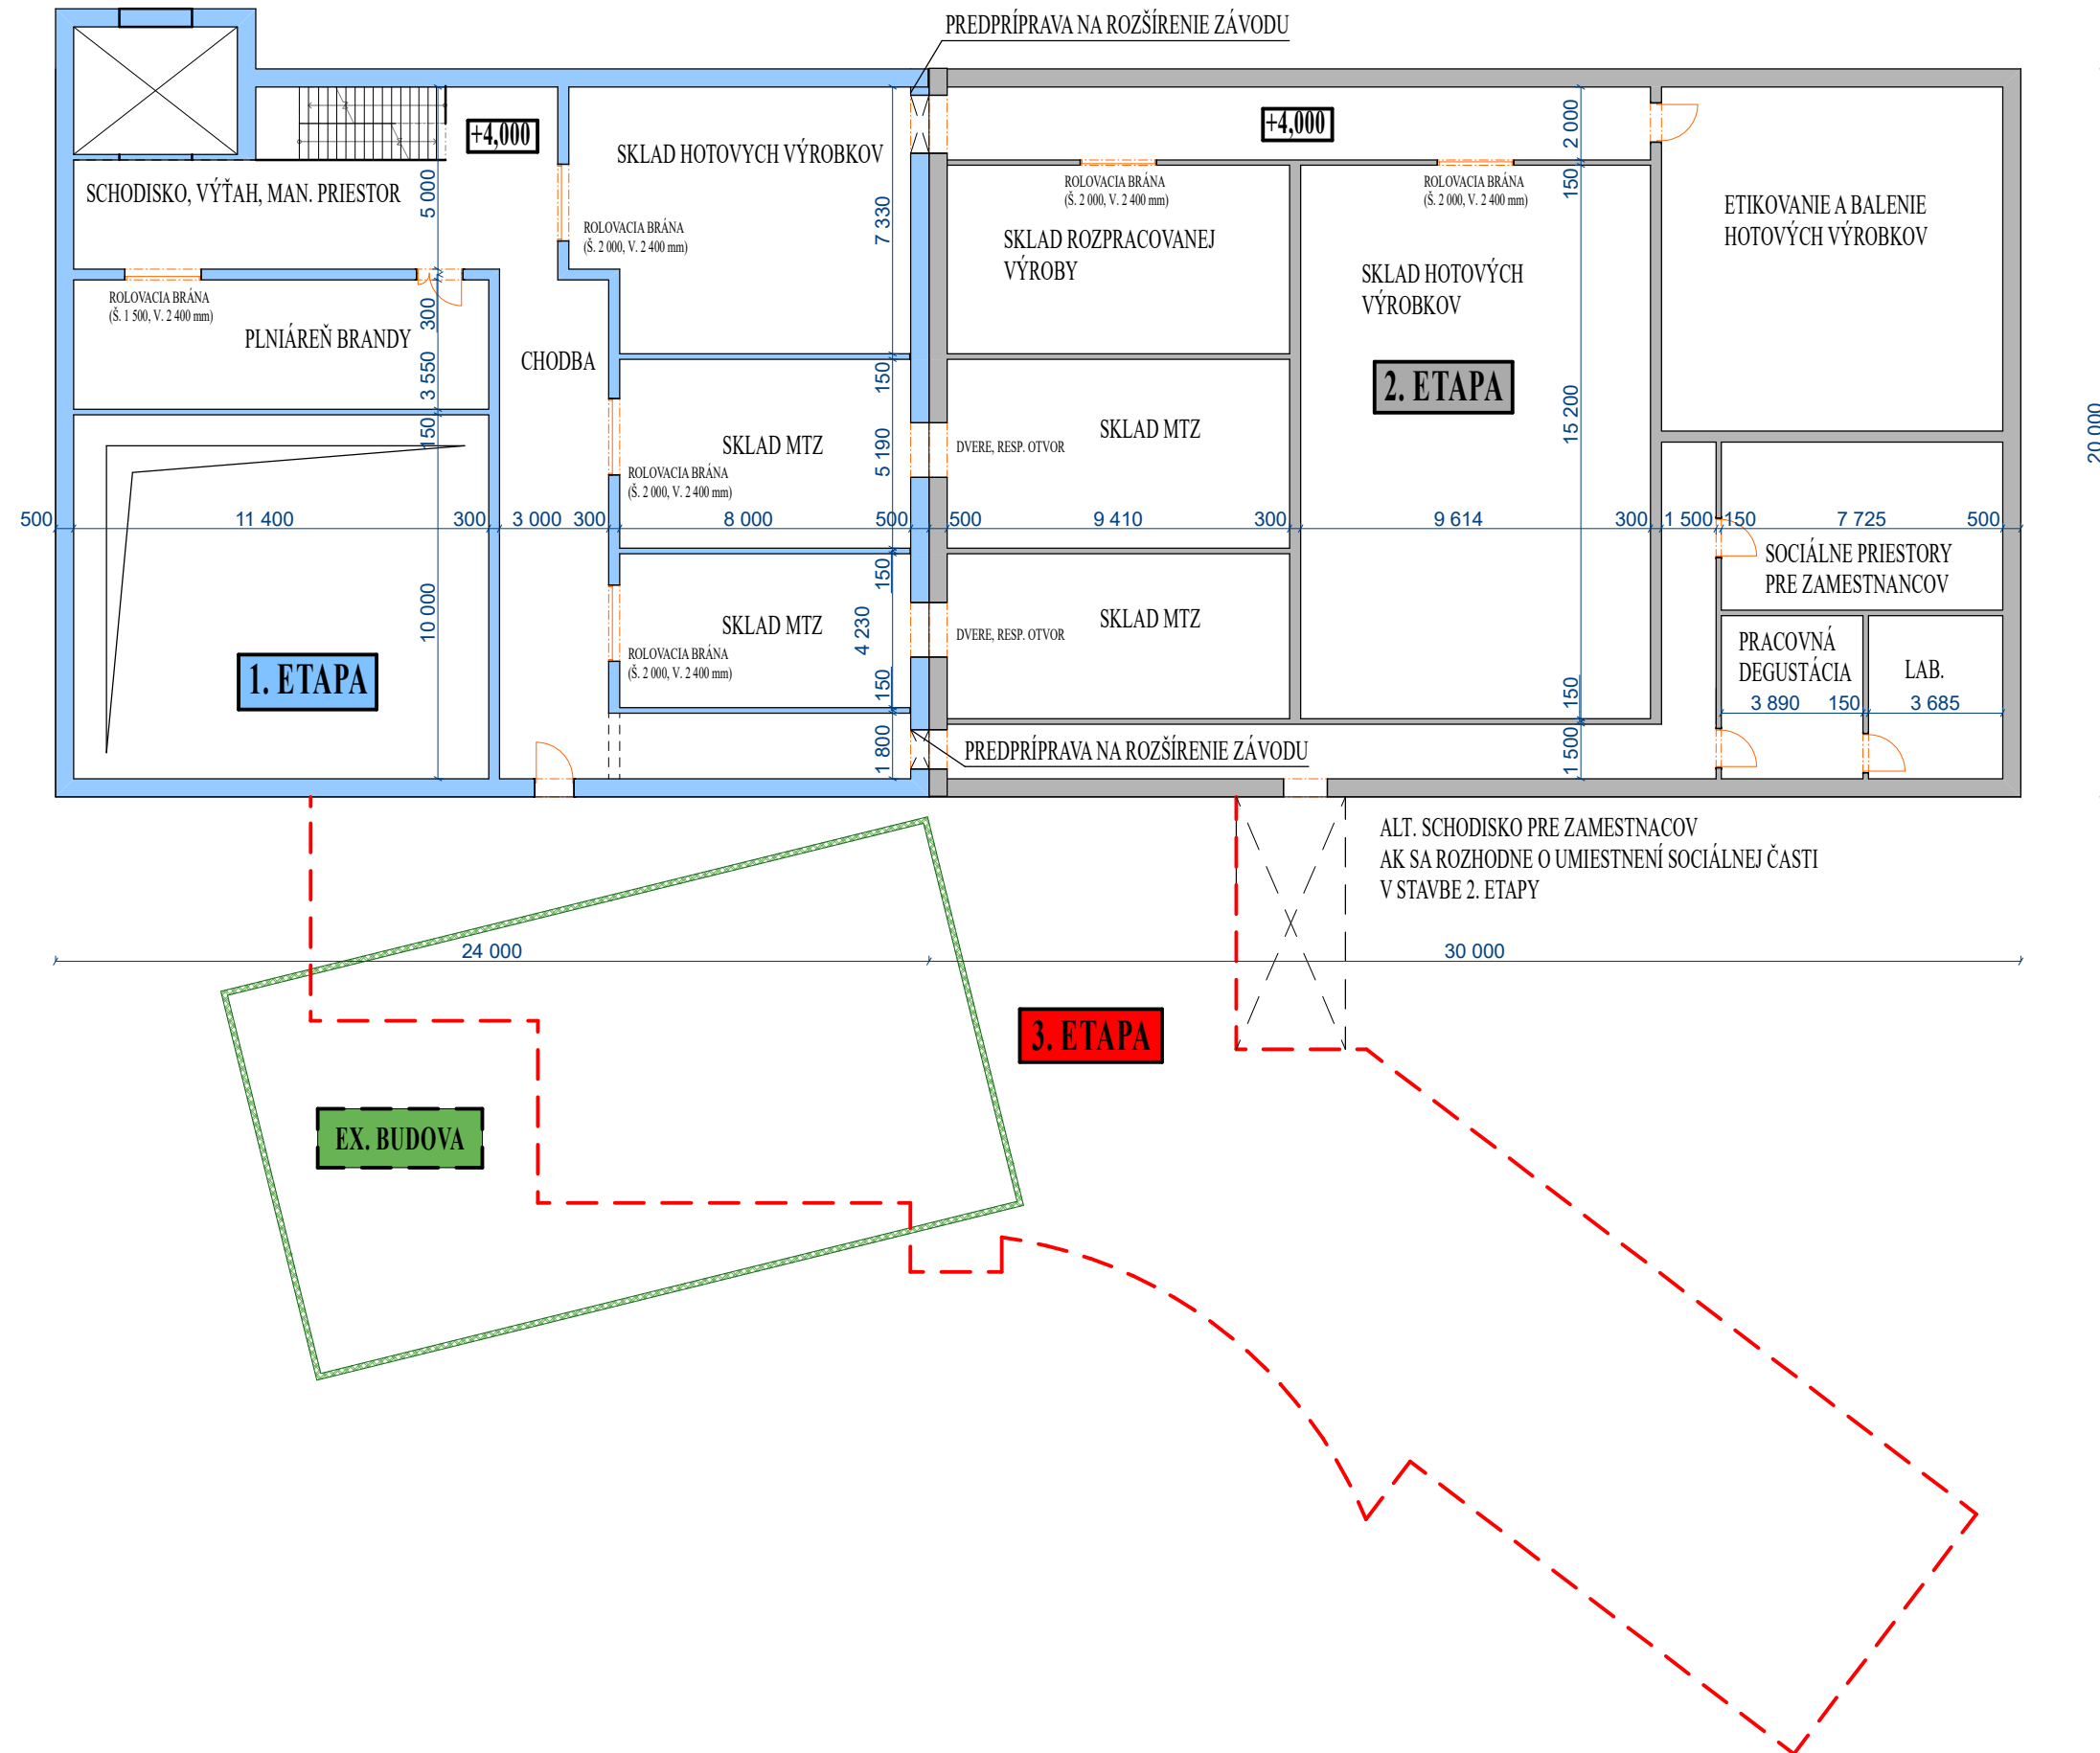 PREDPRÍPRAVA NA ROZŠÍRENIE ZÁVODU
+4,000
+4,000
SKLAD HOTOVYCH VÝROBKOV
SCHODISKO, VÝŤAH, MAN. PRIESTOR
5 000
7 330
2 000
150
ROLOVACIA BRÁNA
(Š. 2 000, V. 2 400 mm)
ROLOVACIA BRÁNA
(Š. 2 000, V. 2 400 mm)
ROLOVACIA BRÁNA
(Š. 2 000, V. 2 400 mm)
SKLAD ROZPRACOVANEJ
VÝROBY
SKLAD HOTOVÝCH
VÝROBKOV
ETIKOVANIE A BALENIE
HOTOVÝCH VÝROBKOV
ROLOVACIA BRÁNA
(Š. 1 500, V. 2 400 mm)
PLNIÁREŇ BRANDY
300
3 550
150
CHODBA
150
2. ETAPA
15 200
20 000
SKLAD MTZ
ROLOVACIA BRÁNA
(Š. 2 000, V. 2 400 mm)
5 190
DVERE, RESP. OTVOR
SKLAD MTZ
500
11 400
300
3 000
300
8 000
500
500
9 410
300
9 614
300
1 500
150
7 725
500
SOCIÁLNE PRIESTORY
PRE ZAMESTNANCOV
10 000
150
SKLAD MTZ
4 230
ROLOVACIA BRÁNA
(Š. 2 000, V. 2 400 mm)
DVERE, RESP. OTVOR
SKLAD MTZ
PRACOVNÁ
DEGUSTÁCIA
LAB.
3 890
150
3 685
1. ETAPA
150
150
1 800
1 500
PREDPRÍPRAVA NA ROZŠÍRENIE ZÁVODU
ALT. SCHODISKO PRE ZAMESTNACOV
AK SA ROZHODNE O UMIESTNENÍ SOCIÁLNEJ ČASTI
V STAVBE 2. ETAPY
24 000
30 000
3. ETAPA
EX. BUDOVA